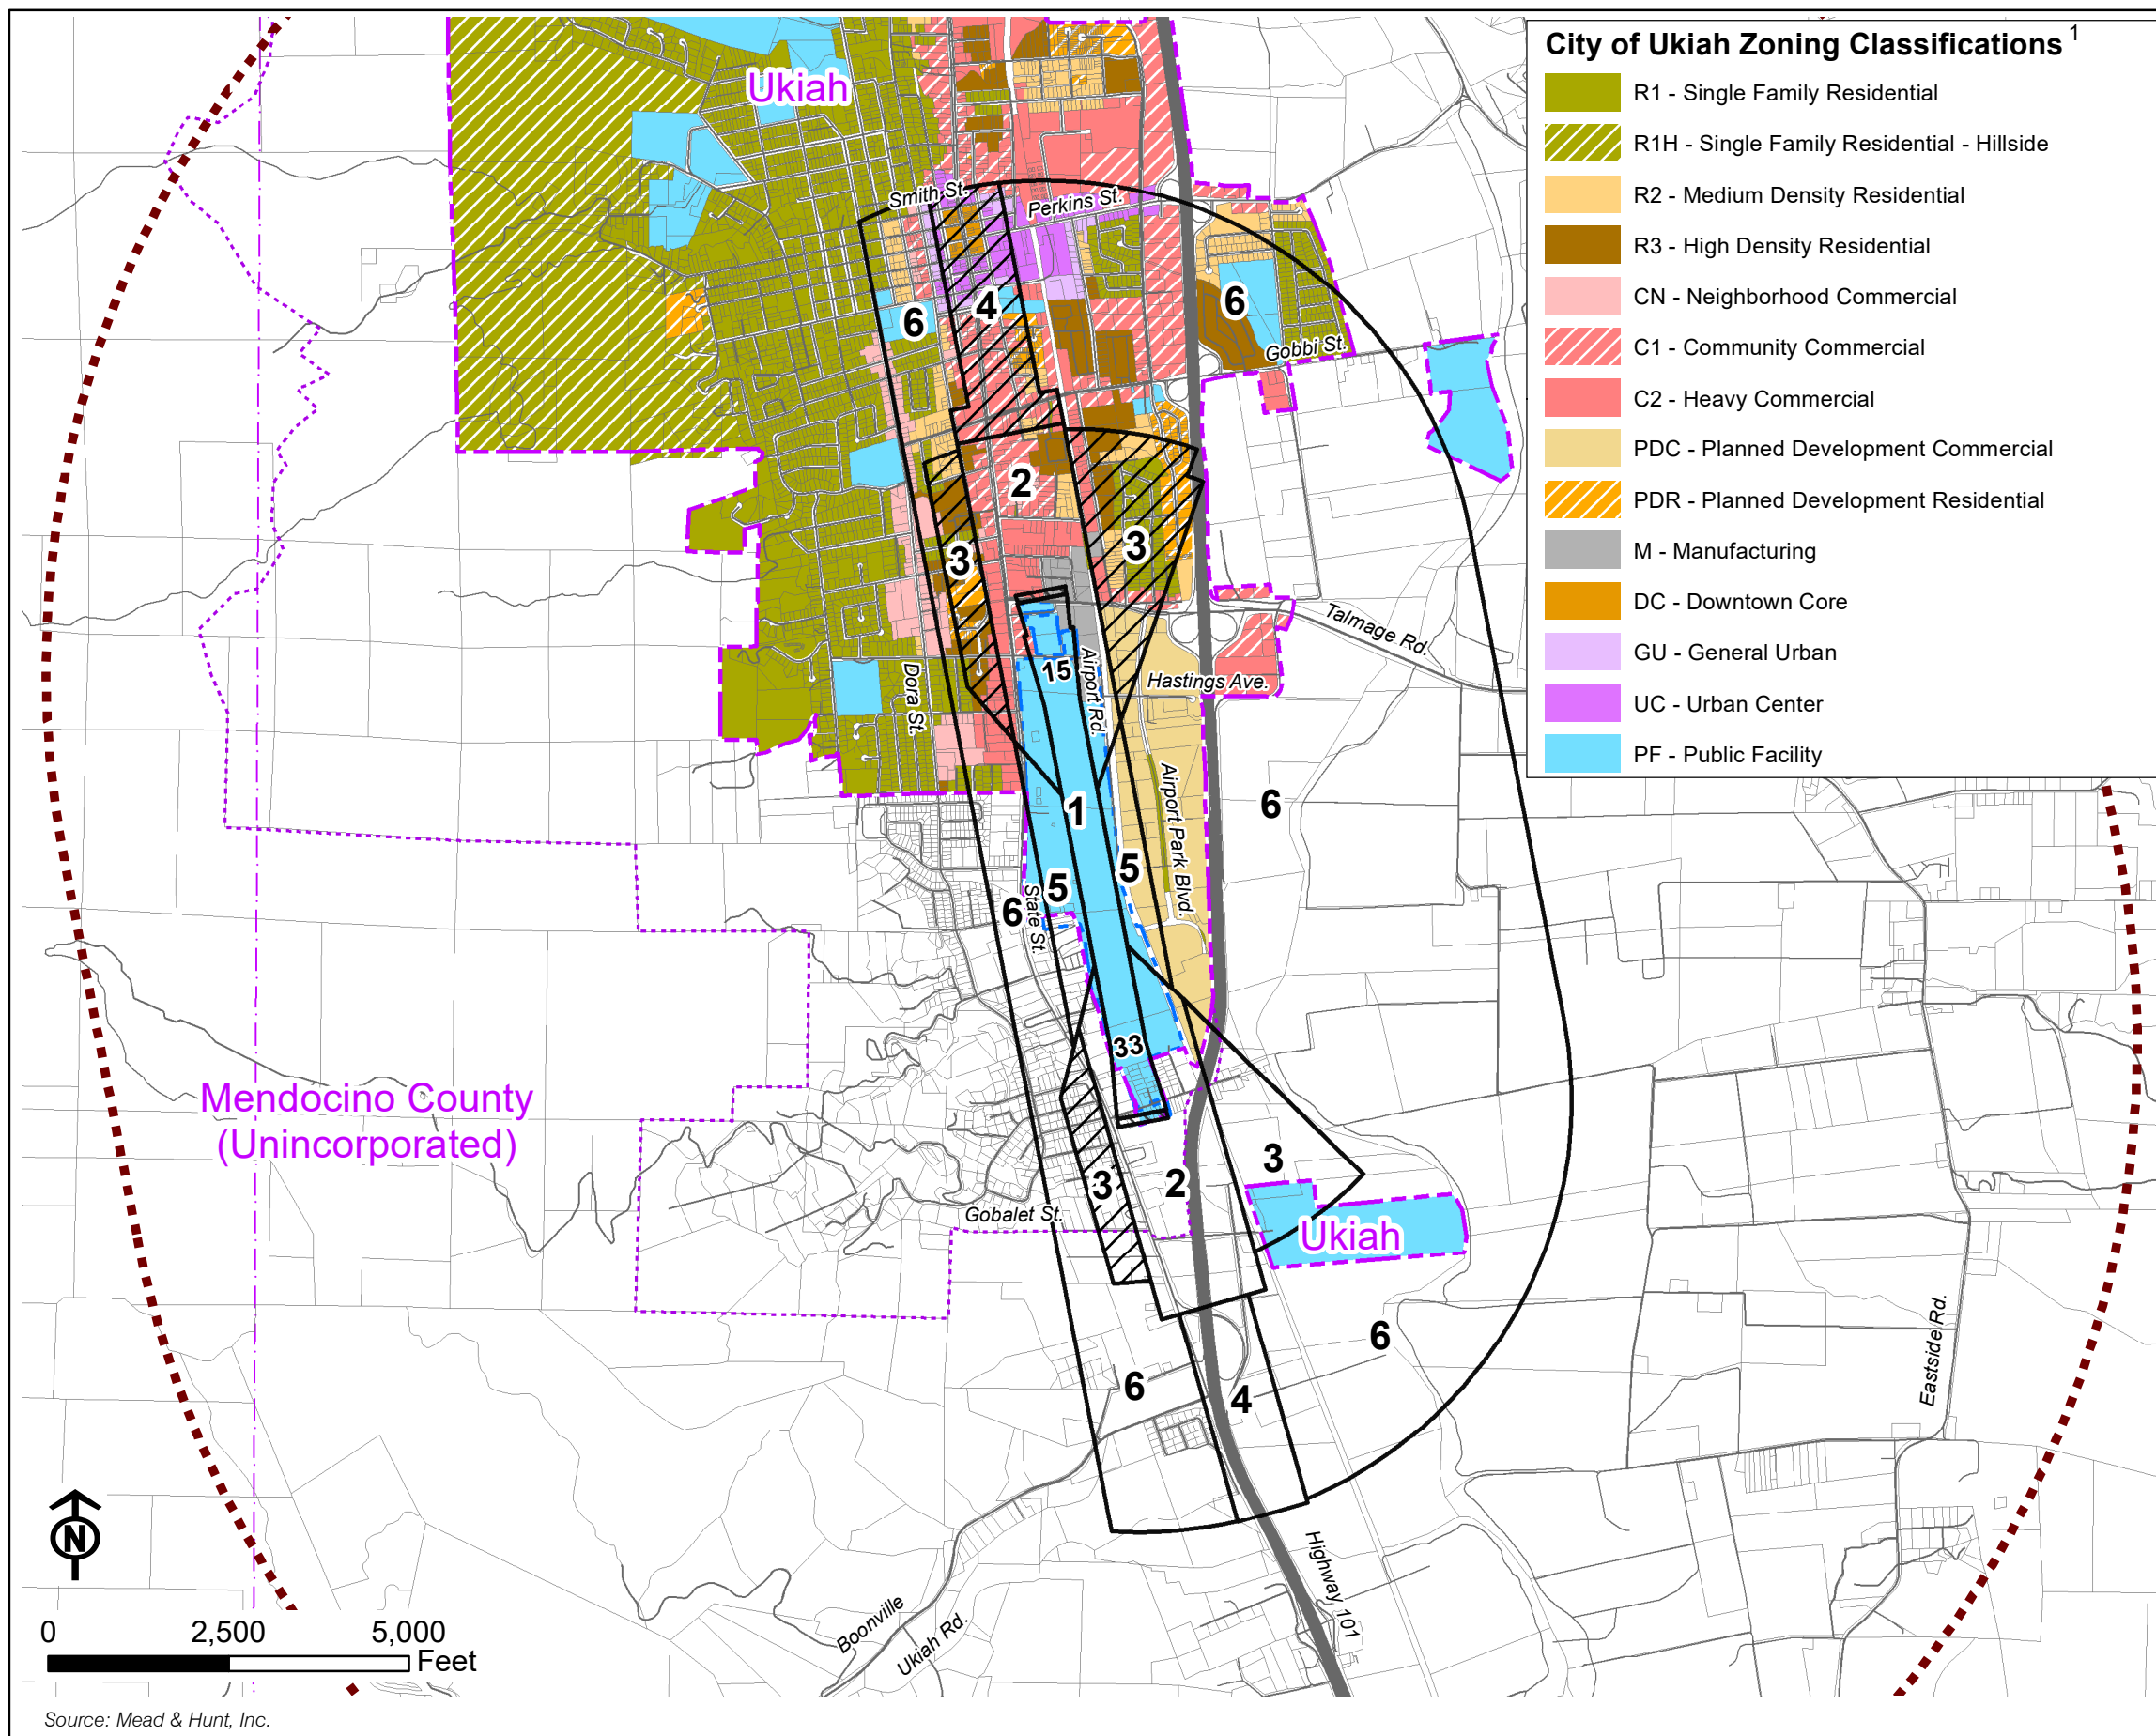 City of Ukiah Zoning Classifications 1
R1 - Single Family Residential
R1H - Single Family Residential - Hillside
R2 - Medium Density Residential
R3 - High Density Residential
CN - Neighborhood Commercial
C1 - Community Commercial
C2 - Heavy Commercial
PDC - Planned Development Commercial
PDR - Planned Development Residential
M - Manufacturing
DC - Downtown Core
GU - General Urban
UC - Urban Center
PF - Public Facility
Ukiah
Smith St.
Perkins St.
6
4
6
Gobbi St.
2
3
3
Talmage Rd.
15
Airport Rd.
Hastings Ave.
Dora St.
1
6
Airport Park Blvd.
5
5
6
State St.
33
Mendocino County
(Unincorporated)
3
2
3
Gobalet St.
Ukiah
6
6
4
Eastside Rd.
N
Highway 101
Boonville
Ukiah Rd.
0 2,500 5,000
Feet
Source: Mead & Hunt, Inc.